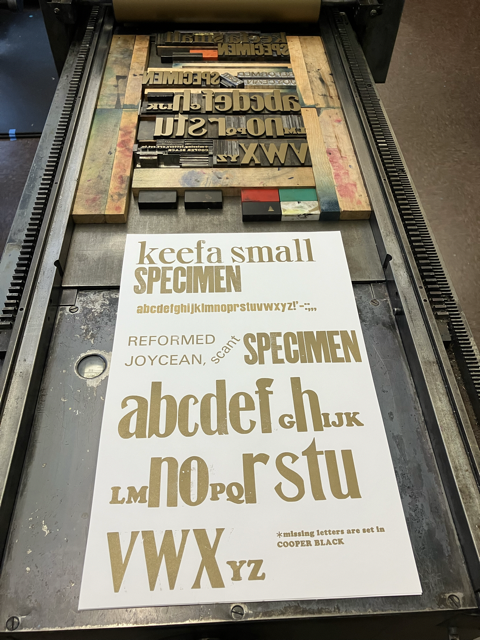 keefa small
SPECIMEN
abcdefghijklmnoprstuvwxyz!'-:;,.
REFORMED
JOYCEAN, scant SPECIMEN
abcdef GhIJK
LMnoPQrstu
VWXYZ
*missing letters are set in
COOPER BLACK